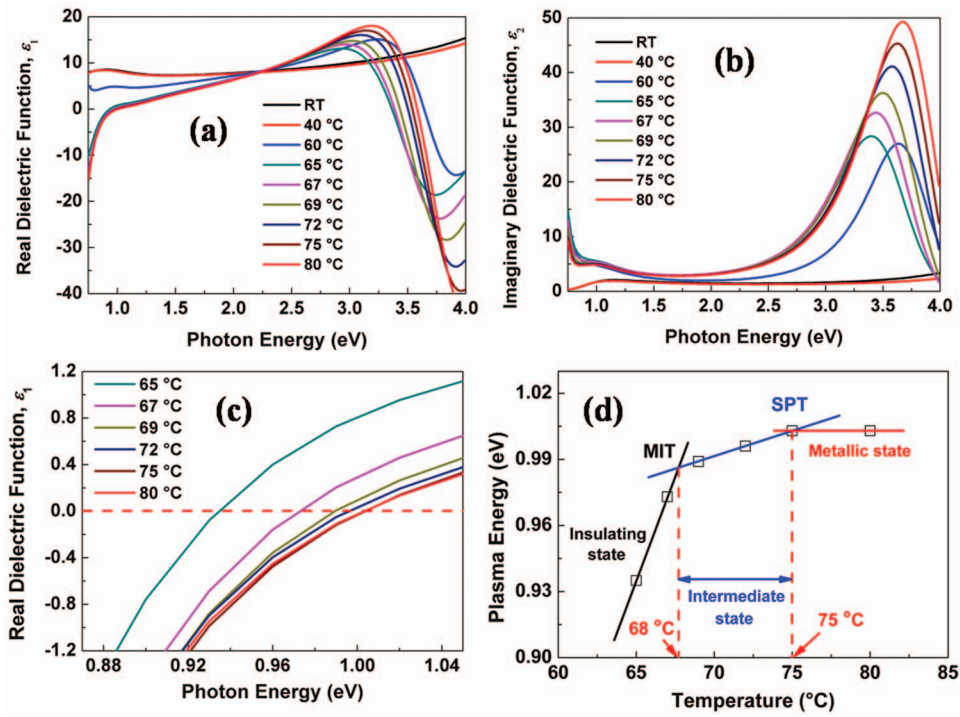 Real Dielectric Function, ε1
20
10
0
-10
-20
-30
-40
(a)
RT
40 °C
60 °C
65 °C
67 °C
69 °C
72 °C
75 °C
80 °C
1.0 1.5 2.0 2.5 3.0 3.5 4.0
Photon Energy (eV)
Imaginary Dielectric Function, ε2
50
40
30
20
10
0
(b)
RT
40 °C
60 °C
65 °C
67 °C
69 °C
72 °C
75 °C
80 °C
1.0 1.5 2.0 2.5 3.0 3.5 4.0
Photon Energy (eV)
Real Dielectric Function, ε1
1.2
0.8
0.4
0.0
-0.4
-0.8
-1.2
65 °C
67 °C
69 °C
72 °C
75 °C
80 °C
(c)
0.88 0.92 0.96 1.00 1.04
Photon Energy (eV)
Plasma Energy (eV)
1.02
0.99
0.96
0.93
0.90
(d)
SPT
MIT
Metallic state
Insulating
state
Intermediate
state
68 °C
75 °C
60 65 70 75 80 85
Temperature (°C)